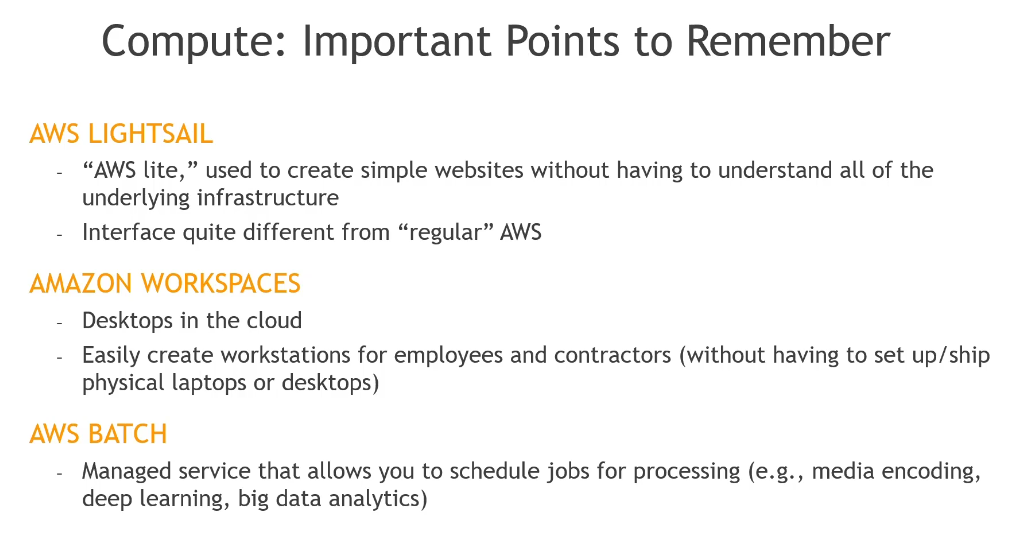 Compute: Important Points to Remember
AWS LIGHTSAIL
- “AWS lite,” used to create simple websites without having to understand all of the
underlying infrastructure
- Interface quite different from “regular” AWS
AMAZON WORKSPACES
- Desktops in the cloud
- Easily create workstations for employees and contractors (without having to set up/ship
physical laptops or desktops)
AWS BATCH
- Managed service that allows you to schedule jobs for processing (e.g., media encoding,
deep learning, big data analytics)